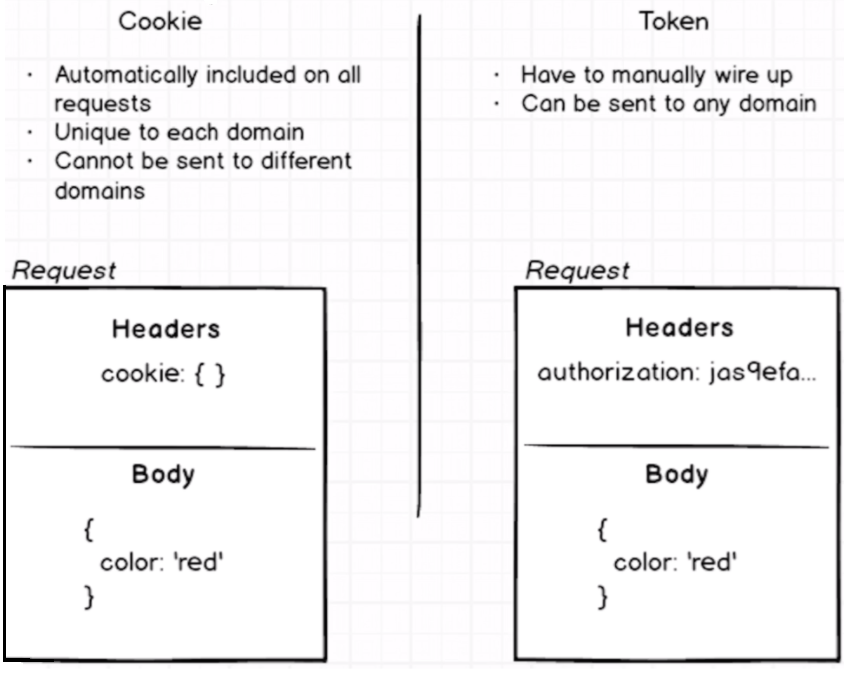 Cookie
· Automatically included on all
requests
· Unique to each domain
· Cannot be sent to different
domains
Request
Headers
cookie: { }
Body
{
color: 'red'
}
Token
· Have to manually wire up
· Can be sent to any domain
Request
Headers
authorization: jas9efa...
Body
{
color: 'red'
}